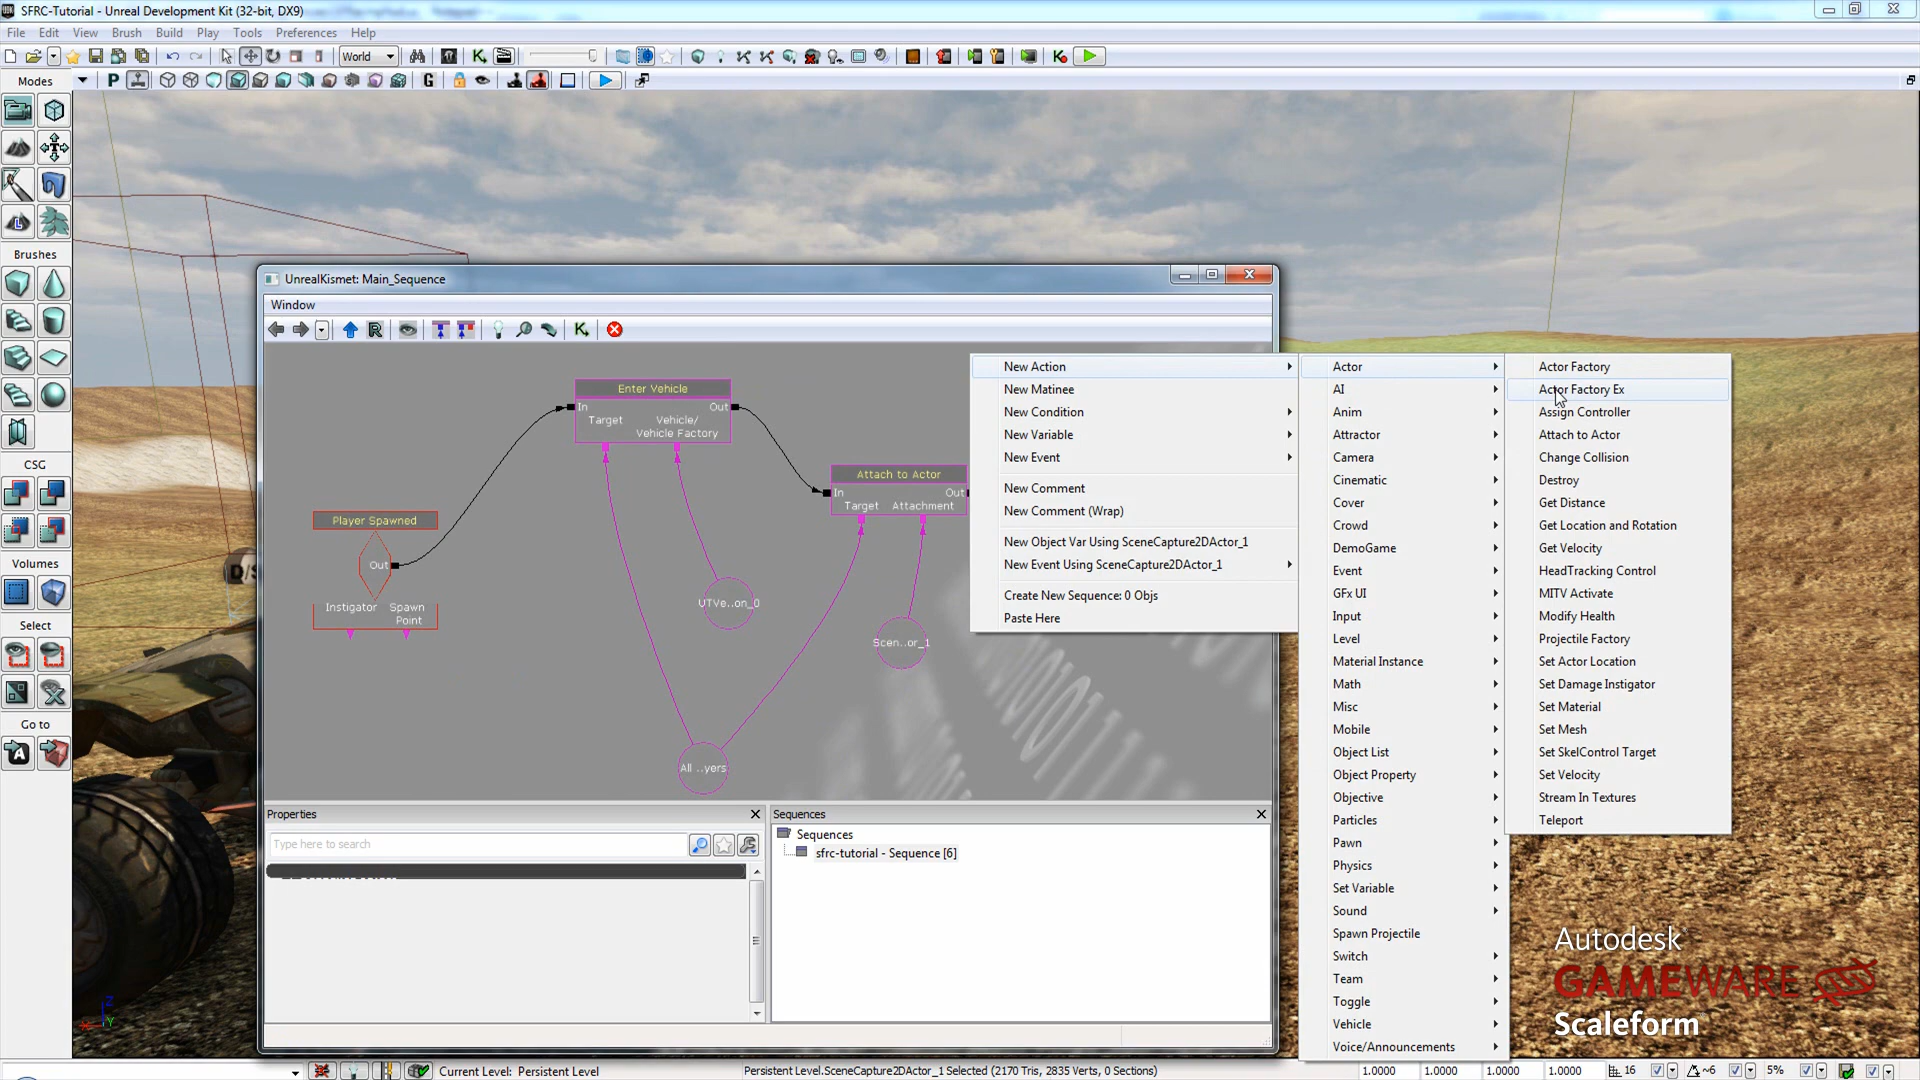 SFRC-Tutorial - Unreal Development Kit (32-bit, DX9)
File Edit View Brush Build Play Tools Preferences Help
World
Modes
P
G
Brushes
CSG
Volumes
Select
Go to
UnrealKismet: Main_Sequence
Window
R
Enter Vehicle
In Out
Target Vehicle/
Vehicle Factory
Attach to Actor
In Out
Target Attachment
Player Spawned
Out
Instigator Spawn
Point
UTVe..on_0
Scen..or_1
All ..yers
New Action
New Matinee
New Condition
New Variable
New Event
New Comment
New Comment (Wrap)
New Object Var Using SceneCapture2DActor_1
New Event Using SceneCapture2DActor_1
Create New Sequence: 0 Objs
Paste Here
Actor
AI
Anim
Attractor
Camera
Cinematic
Cover
Crowd
DemoGame
Event
GFx UI
Input
Level
Material Instance
Math
Misc
Mobile
Object List
Object Property
Objective
Particles
Pawn
Physics
Set Variable
Sound
Spawn Projectile
Switch
Team
Toggle
Vehicle
Voice/Announcements
Actor Factory
Actor Factory Ex
Assign Controller
Attach to Actor
Change Collision
Destroy
Get Distance
Get Location and Rotation
Get Velocity
HeadTracking Control
MITV Activate
Modify Health
Projectile Factory
Set Actor Location
Set Damage Instigator
Set Material
Set Mesh
Set SkelControl Target
Set Velocity
Stream In Textures
Teleport
Properties
Type here to search
Sequences
Sequences
sfrc-tutorial - Sequence [6]
Z
Y
Autodesk
GAMEWARE
Scaleform
Current Level: Persistent Level
Persistent Level.SceneCapture2DActor_1 Selected (2170 Tris, 2835 Verts, 0 Sections)
1.0000 1.0000 1.0000 1.0000 16 ~6 5%